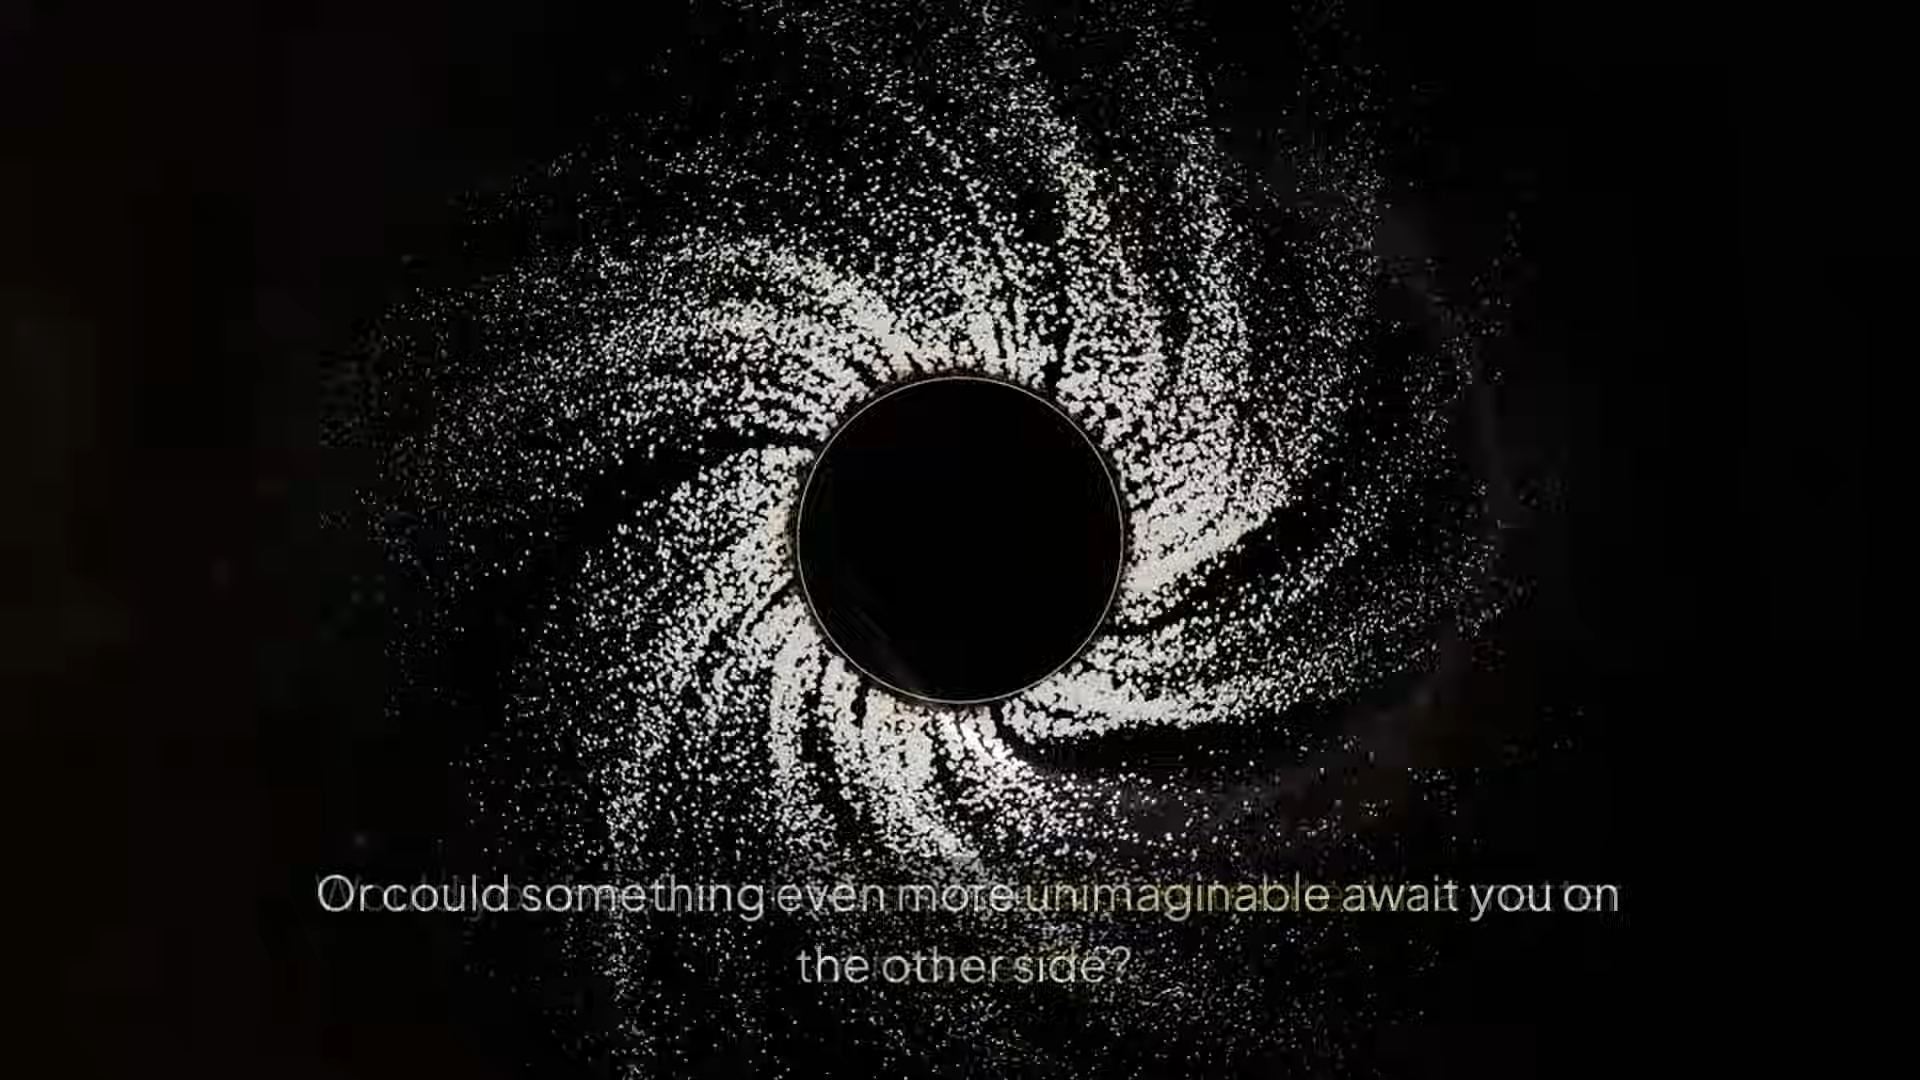 Or could something even more unimaginable await you on
the other side?